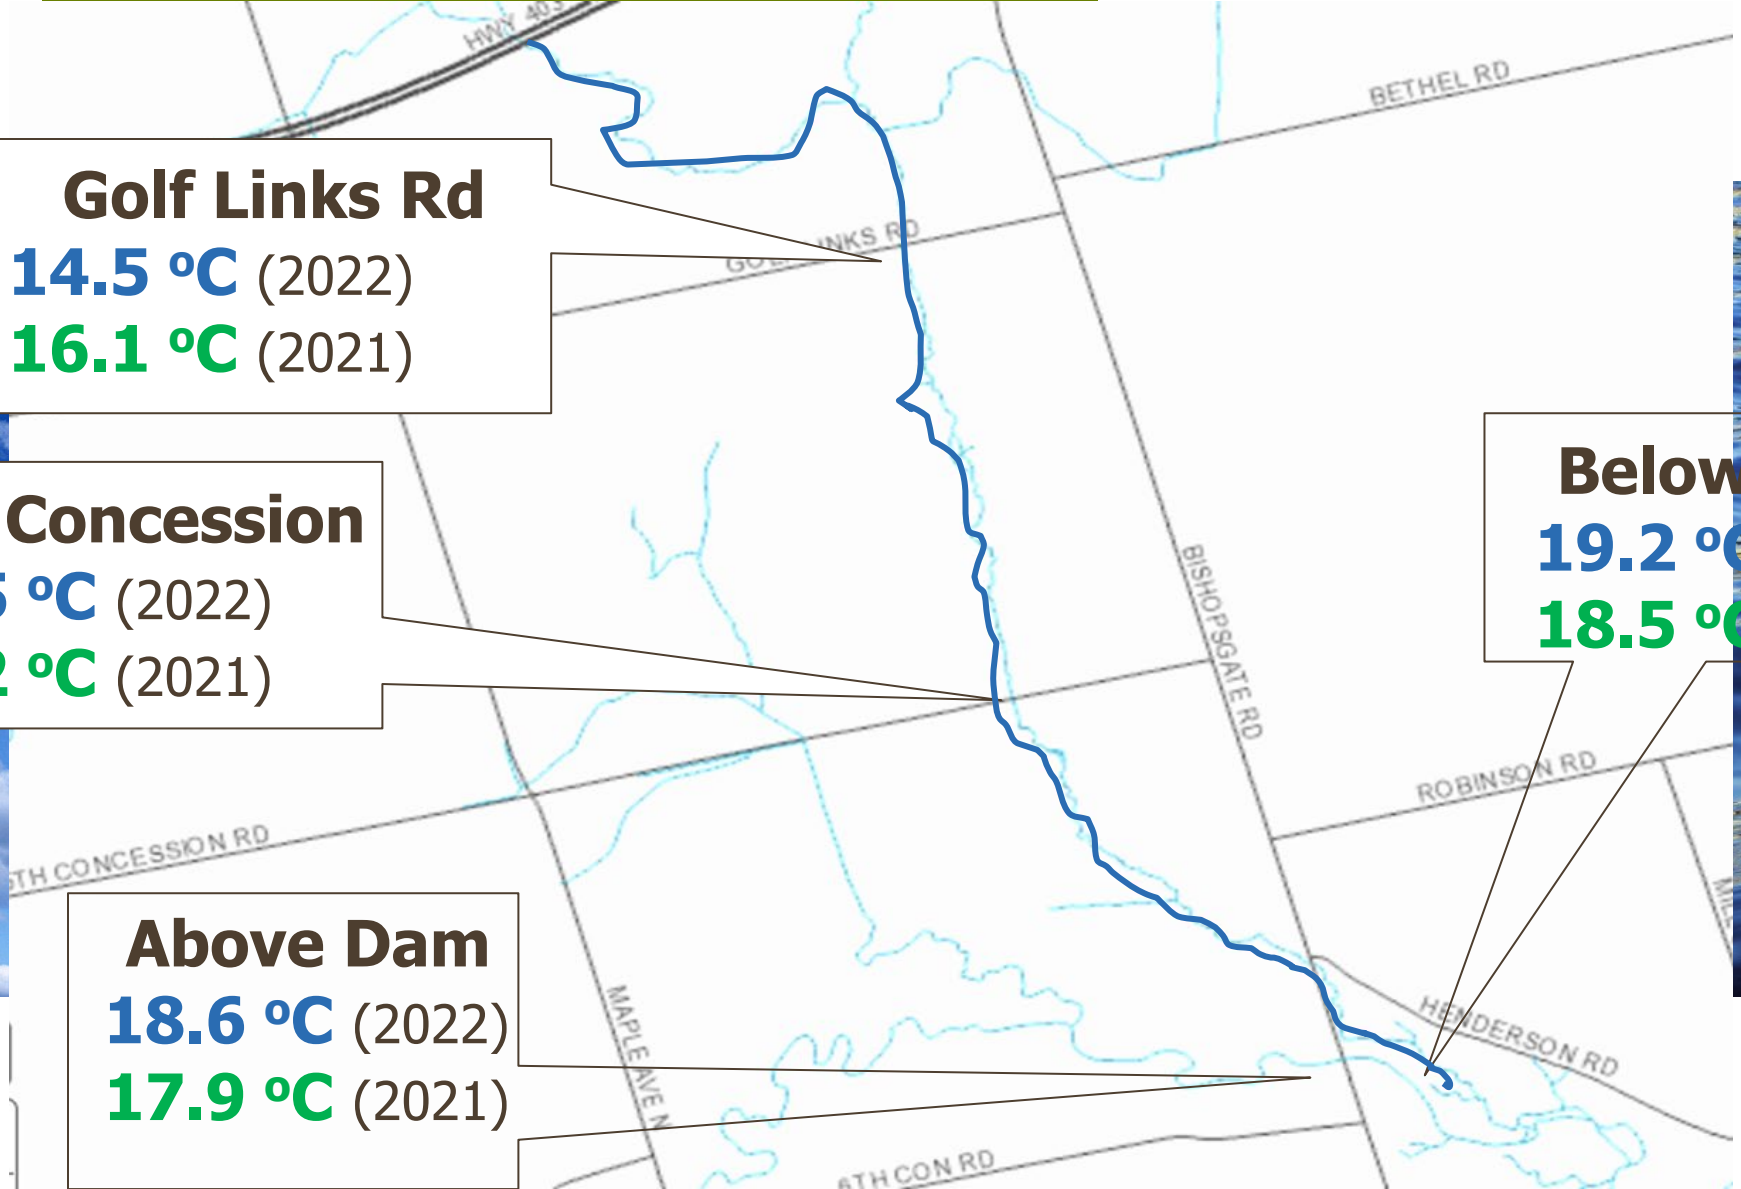 HWY 403
BETHEL RD
Golf Links Rd
14.5 ºC (2022)
16.1 ºC (2021)
INKS RD
Concession
ºC (2022)
ºC (2021)
Below
19.2 º
18.5 º
BISHOPSGATE RD
ROBINSON RD
TH CONCESSION RD
Above Dam
18.6 ºC (2022)
17.9 ºC (2021)
MAPLE AVE N
HENDERSON RD
6TH CON RD